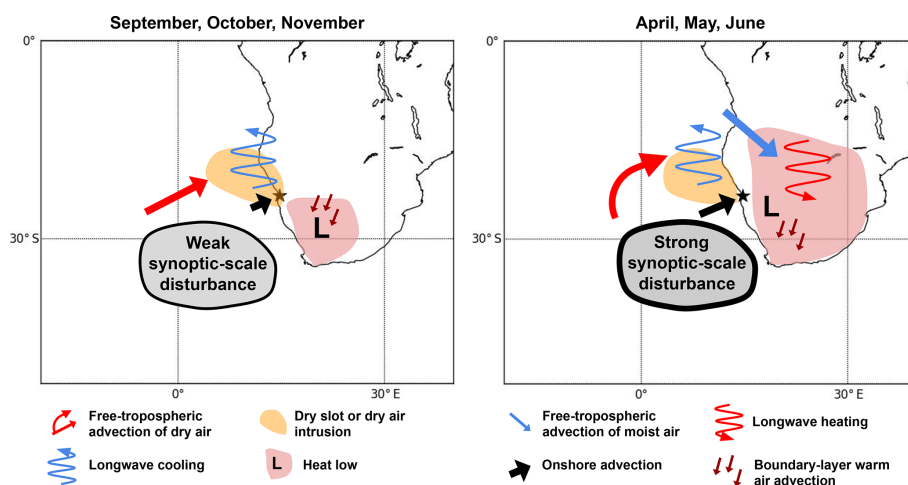 September, October, November
April, May, June
0°
30°S
0°
30°E
L
Weak
synoptic-scale
disturbance
0°
30°S
0°
30°E
L
Strong
synoptic-scale
disturbance
Free-tropospheric
advection of dry air
Dry slot or dry air
intrusion
Longwave cooling
L
Heat low
Free-tropospheric
advection of moist air
Longwave heating
Onshore advection
Boundary-layer warm
air advection